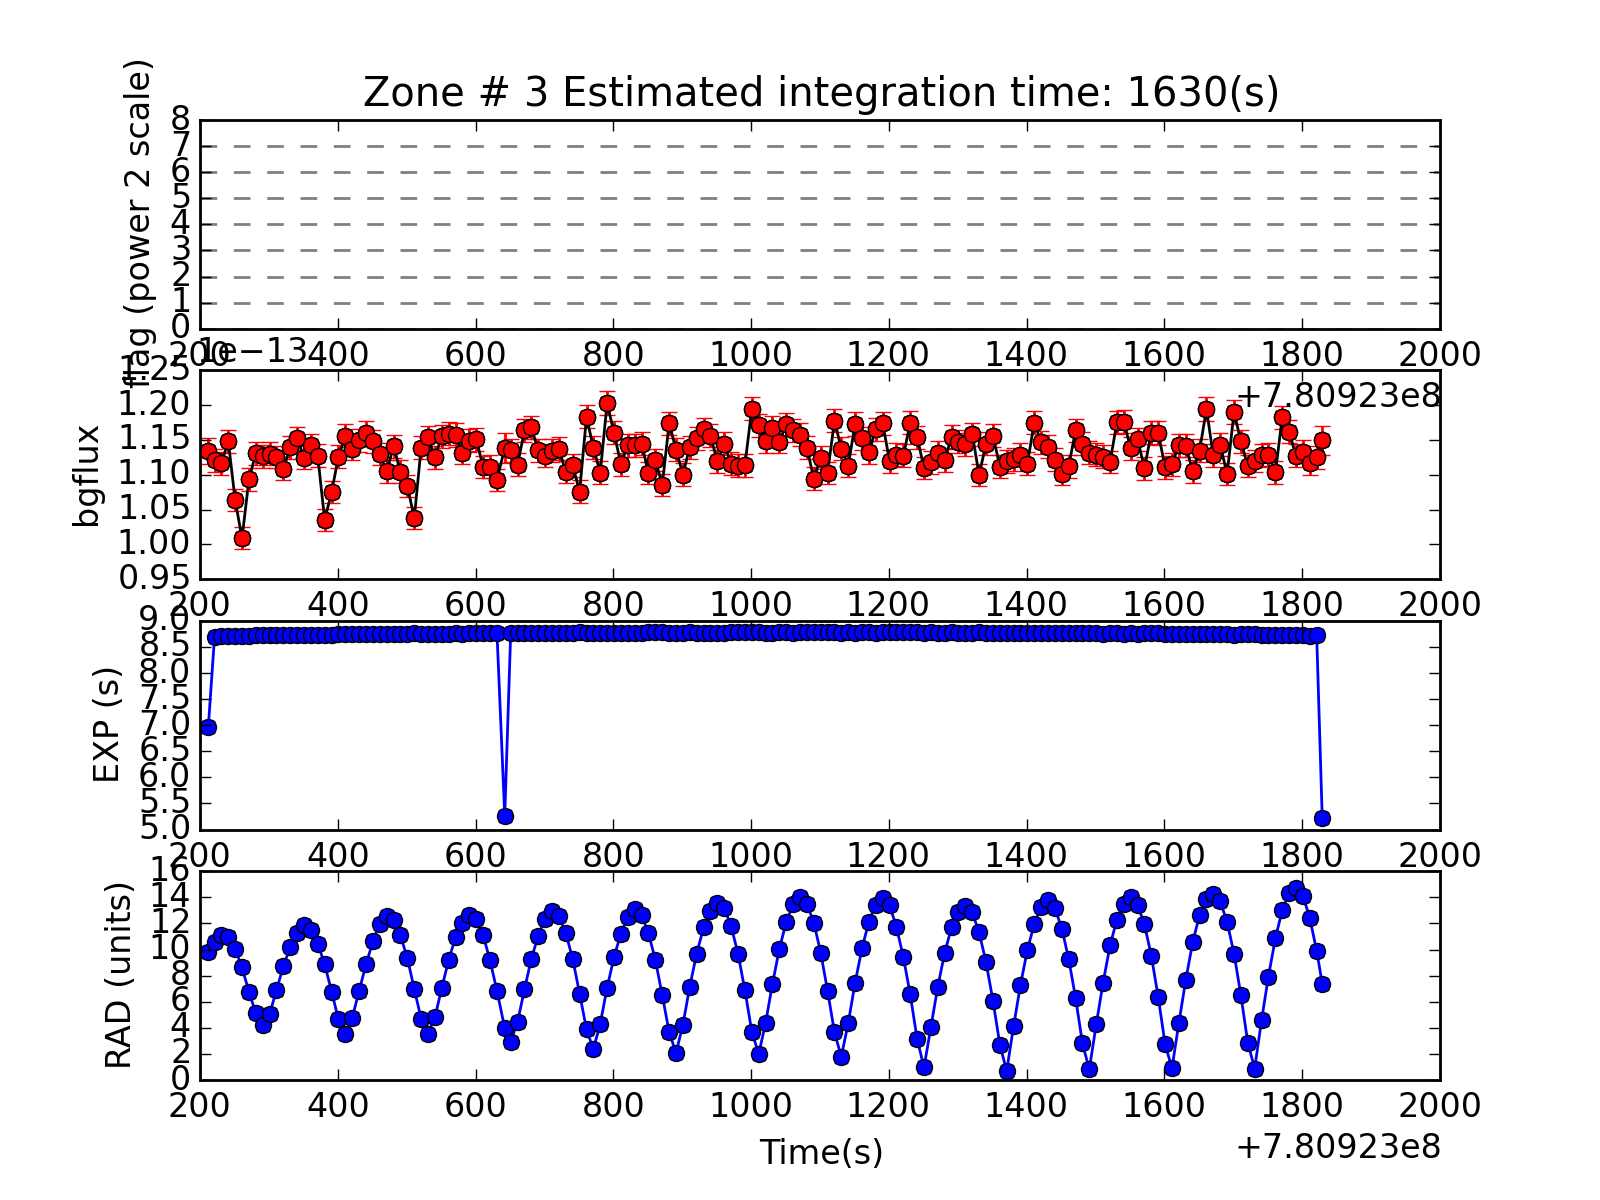 Zone # 3 Estimated integration time: 1630(s)
flag (power 2 scale)
8
7
6
5
4
3
2
1
0
200 400 600 800 1000 1200 1400 1600 1800 2000
+7.80923e8
1e−13
bgflux
1.25
1.20
1.15
1.10
1.05
1.00
0.95
200 400 600 800 1000 1200 1400 1600 1800 2000
EXP (s)
9.0
8.5
8.0
7.5
7.0
6.5
6.0
5.5
5.0
200 400 600 800 1000 1200 1400 1600 1800 2000
RAD (units)
16
14
12
10
8
6
4
2
0
200 400 600 800 1000 1200 1400 1600 1800 2000
Time(s)
+7.80923e8